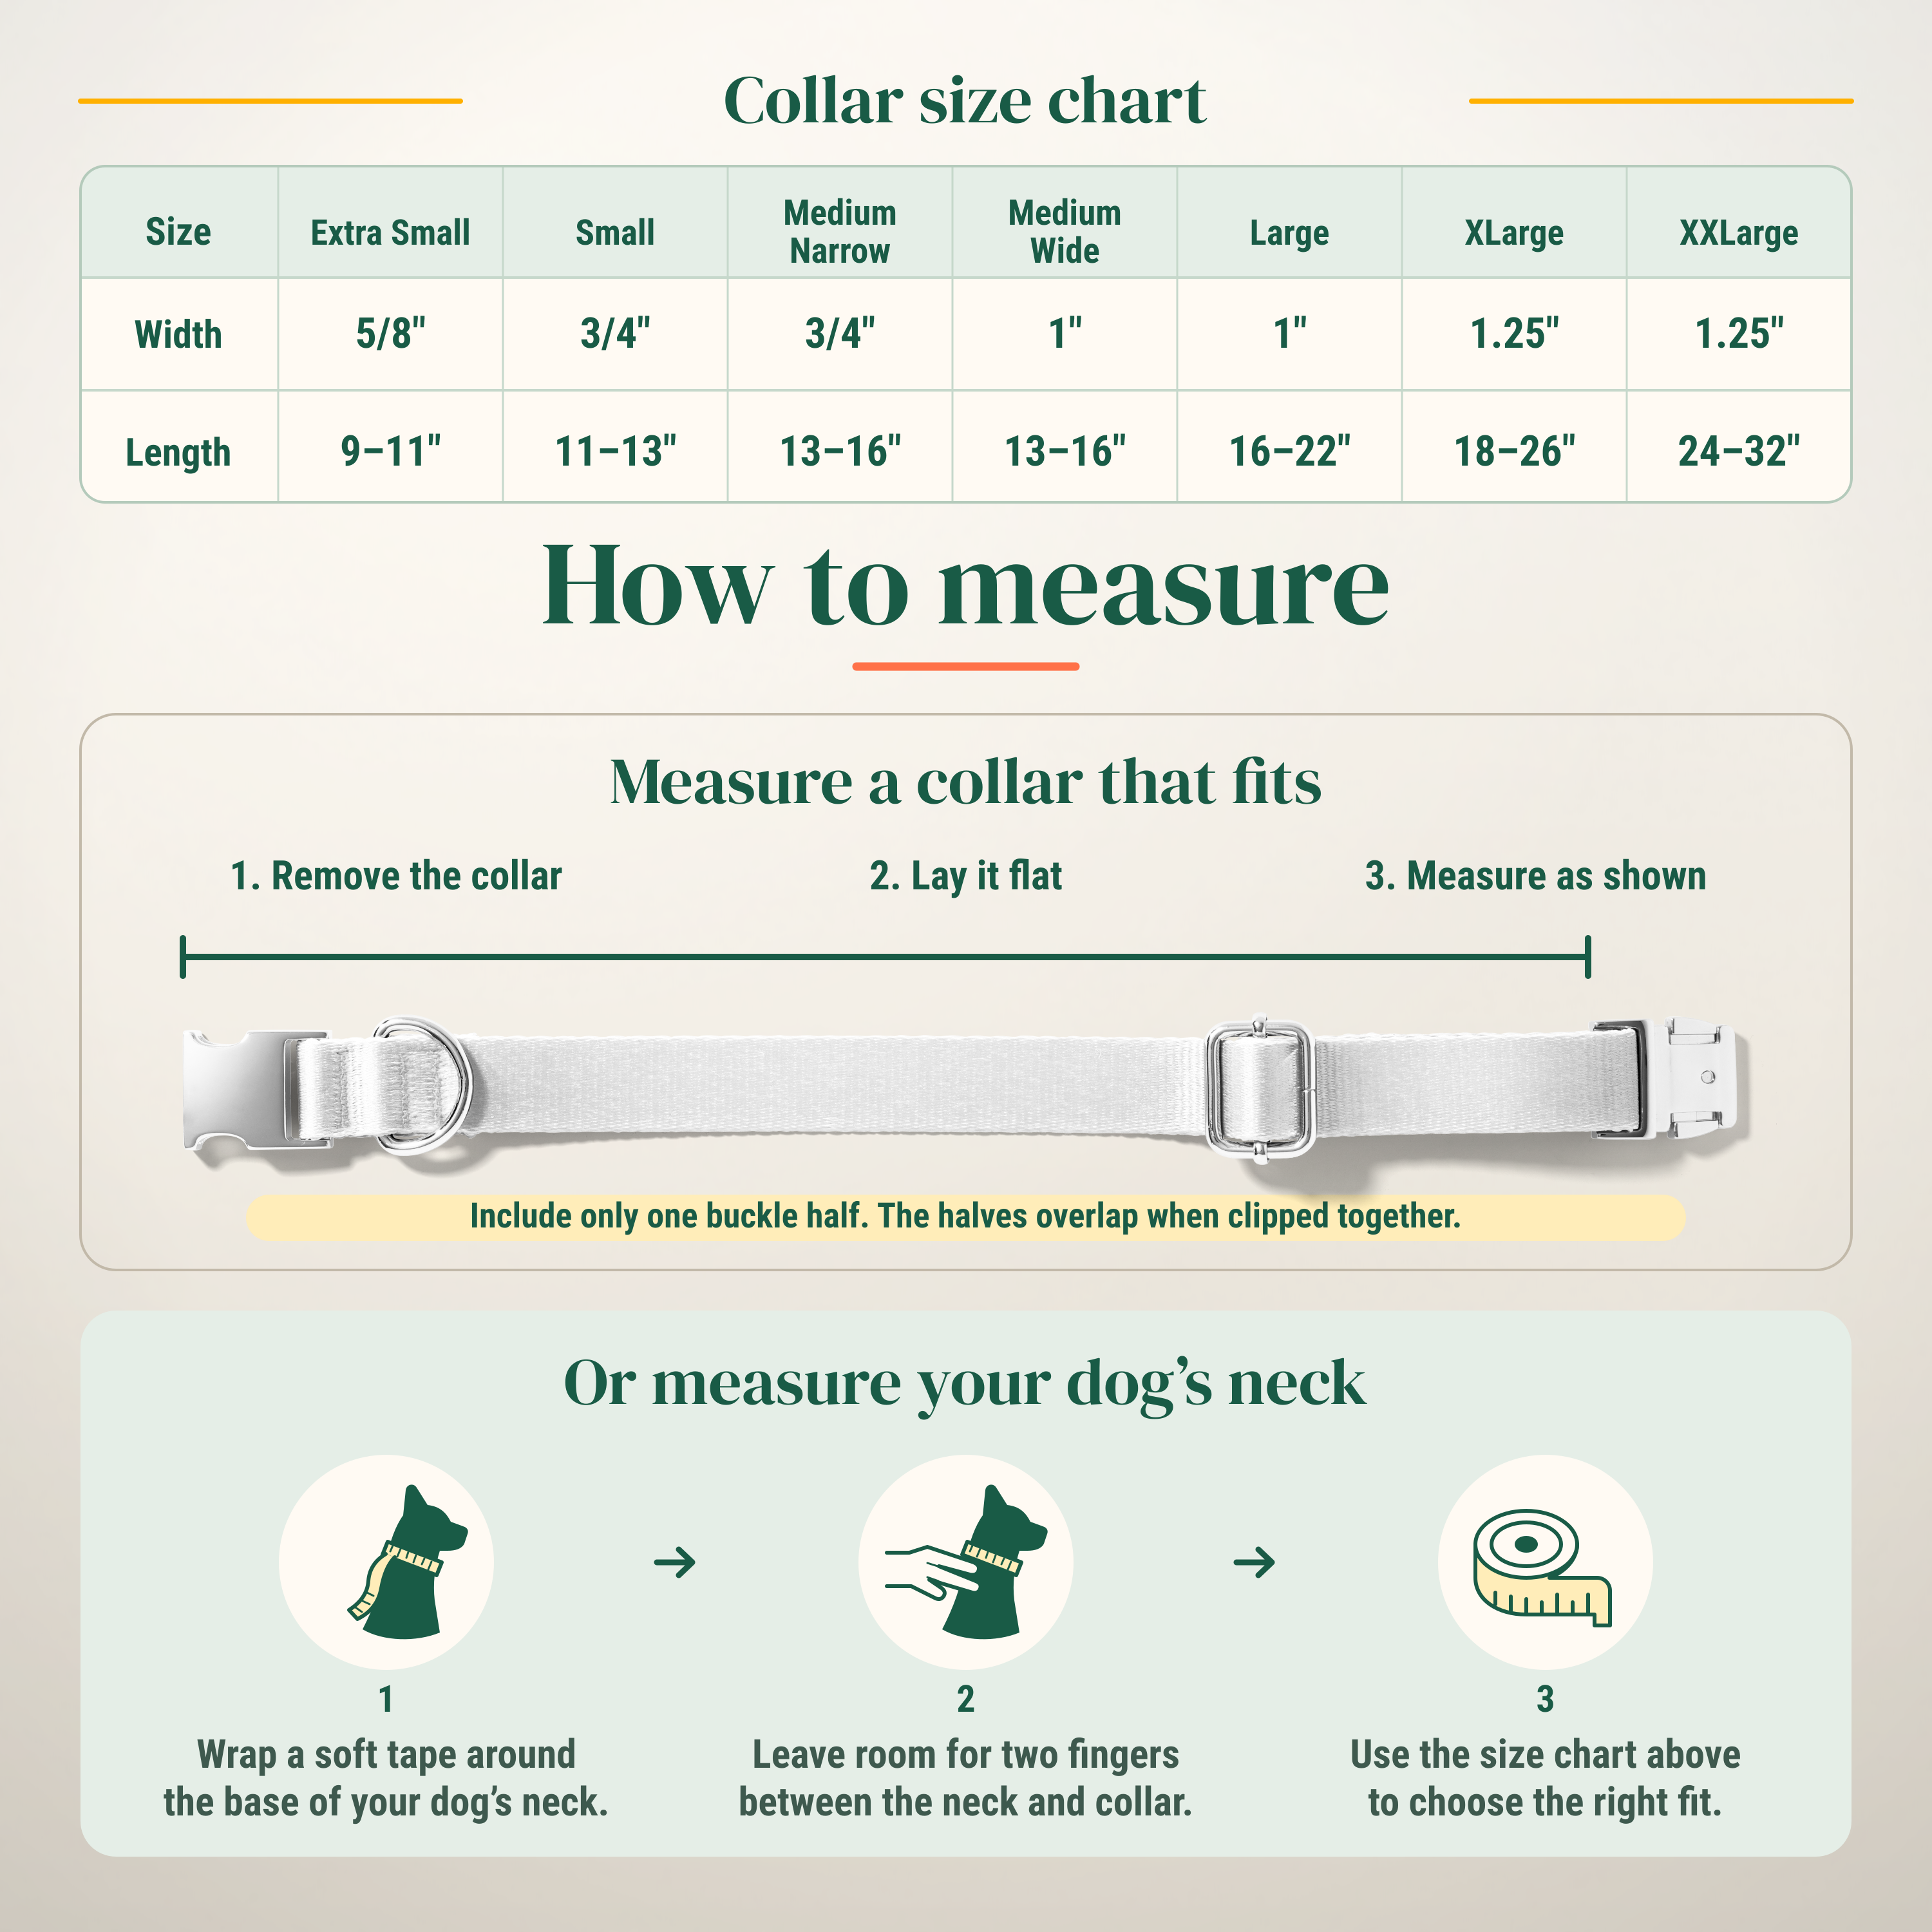 Collar size chart
Size Extra Small Small Medium Narrow Medium Wide Large XLarge XXLarge
Width 5/8" 3/4" 3/4" 1" 1" 1.25" 1.25"
Length 9–11" 11–13" 13–16" 13–16" 16–22" 18–26" 24–32"
How to measure
Measure a collar that fits
1. Remove the collar
2. Lay it flat
3. Measure as shown
Include only one buckle half. The halves overlap when clipped together.
Or measure your dog’s neck
1
Wrap a soft tape around
the base of your dog’s neck.
2
Leave room for two fingers
between the neck and collar.
3
Use the size chart above
to choose the right fit.